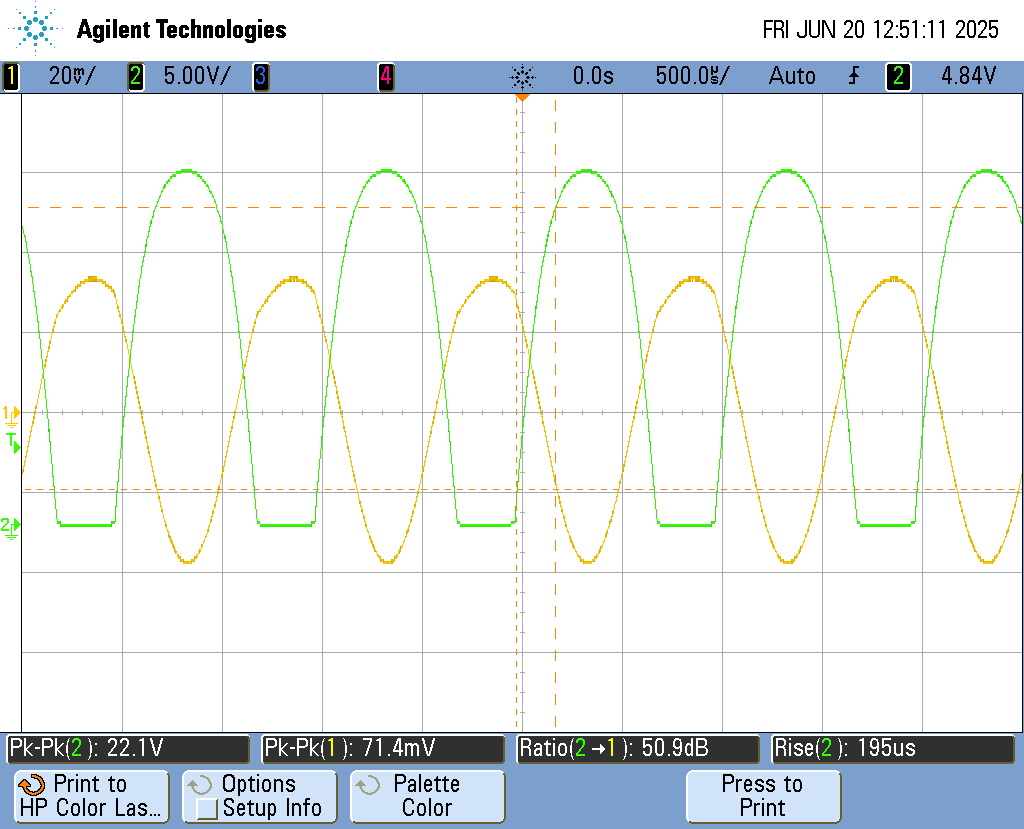 Agilent Technologies
FRI JUN 20 12:51:11 2025
1 20mV/ 2 5.00V/ 3 4 0.0s 500.0us/ Auto 2 4.84V
1
T
2
Pk-Pk(2): 22.1V Pk-Pk(1): 71.4mV Ratio(2→1): 50.9dB Rise(2): 195us
Print to
HP Color Las...
Options
Setup Info
Palette
Color
Press to
Print